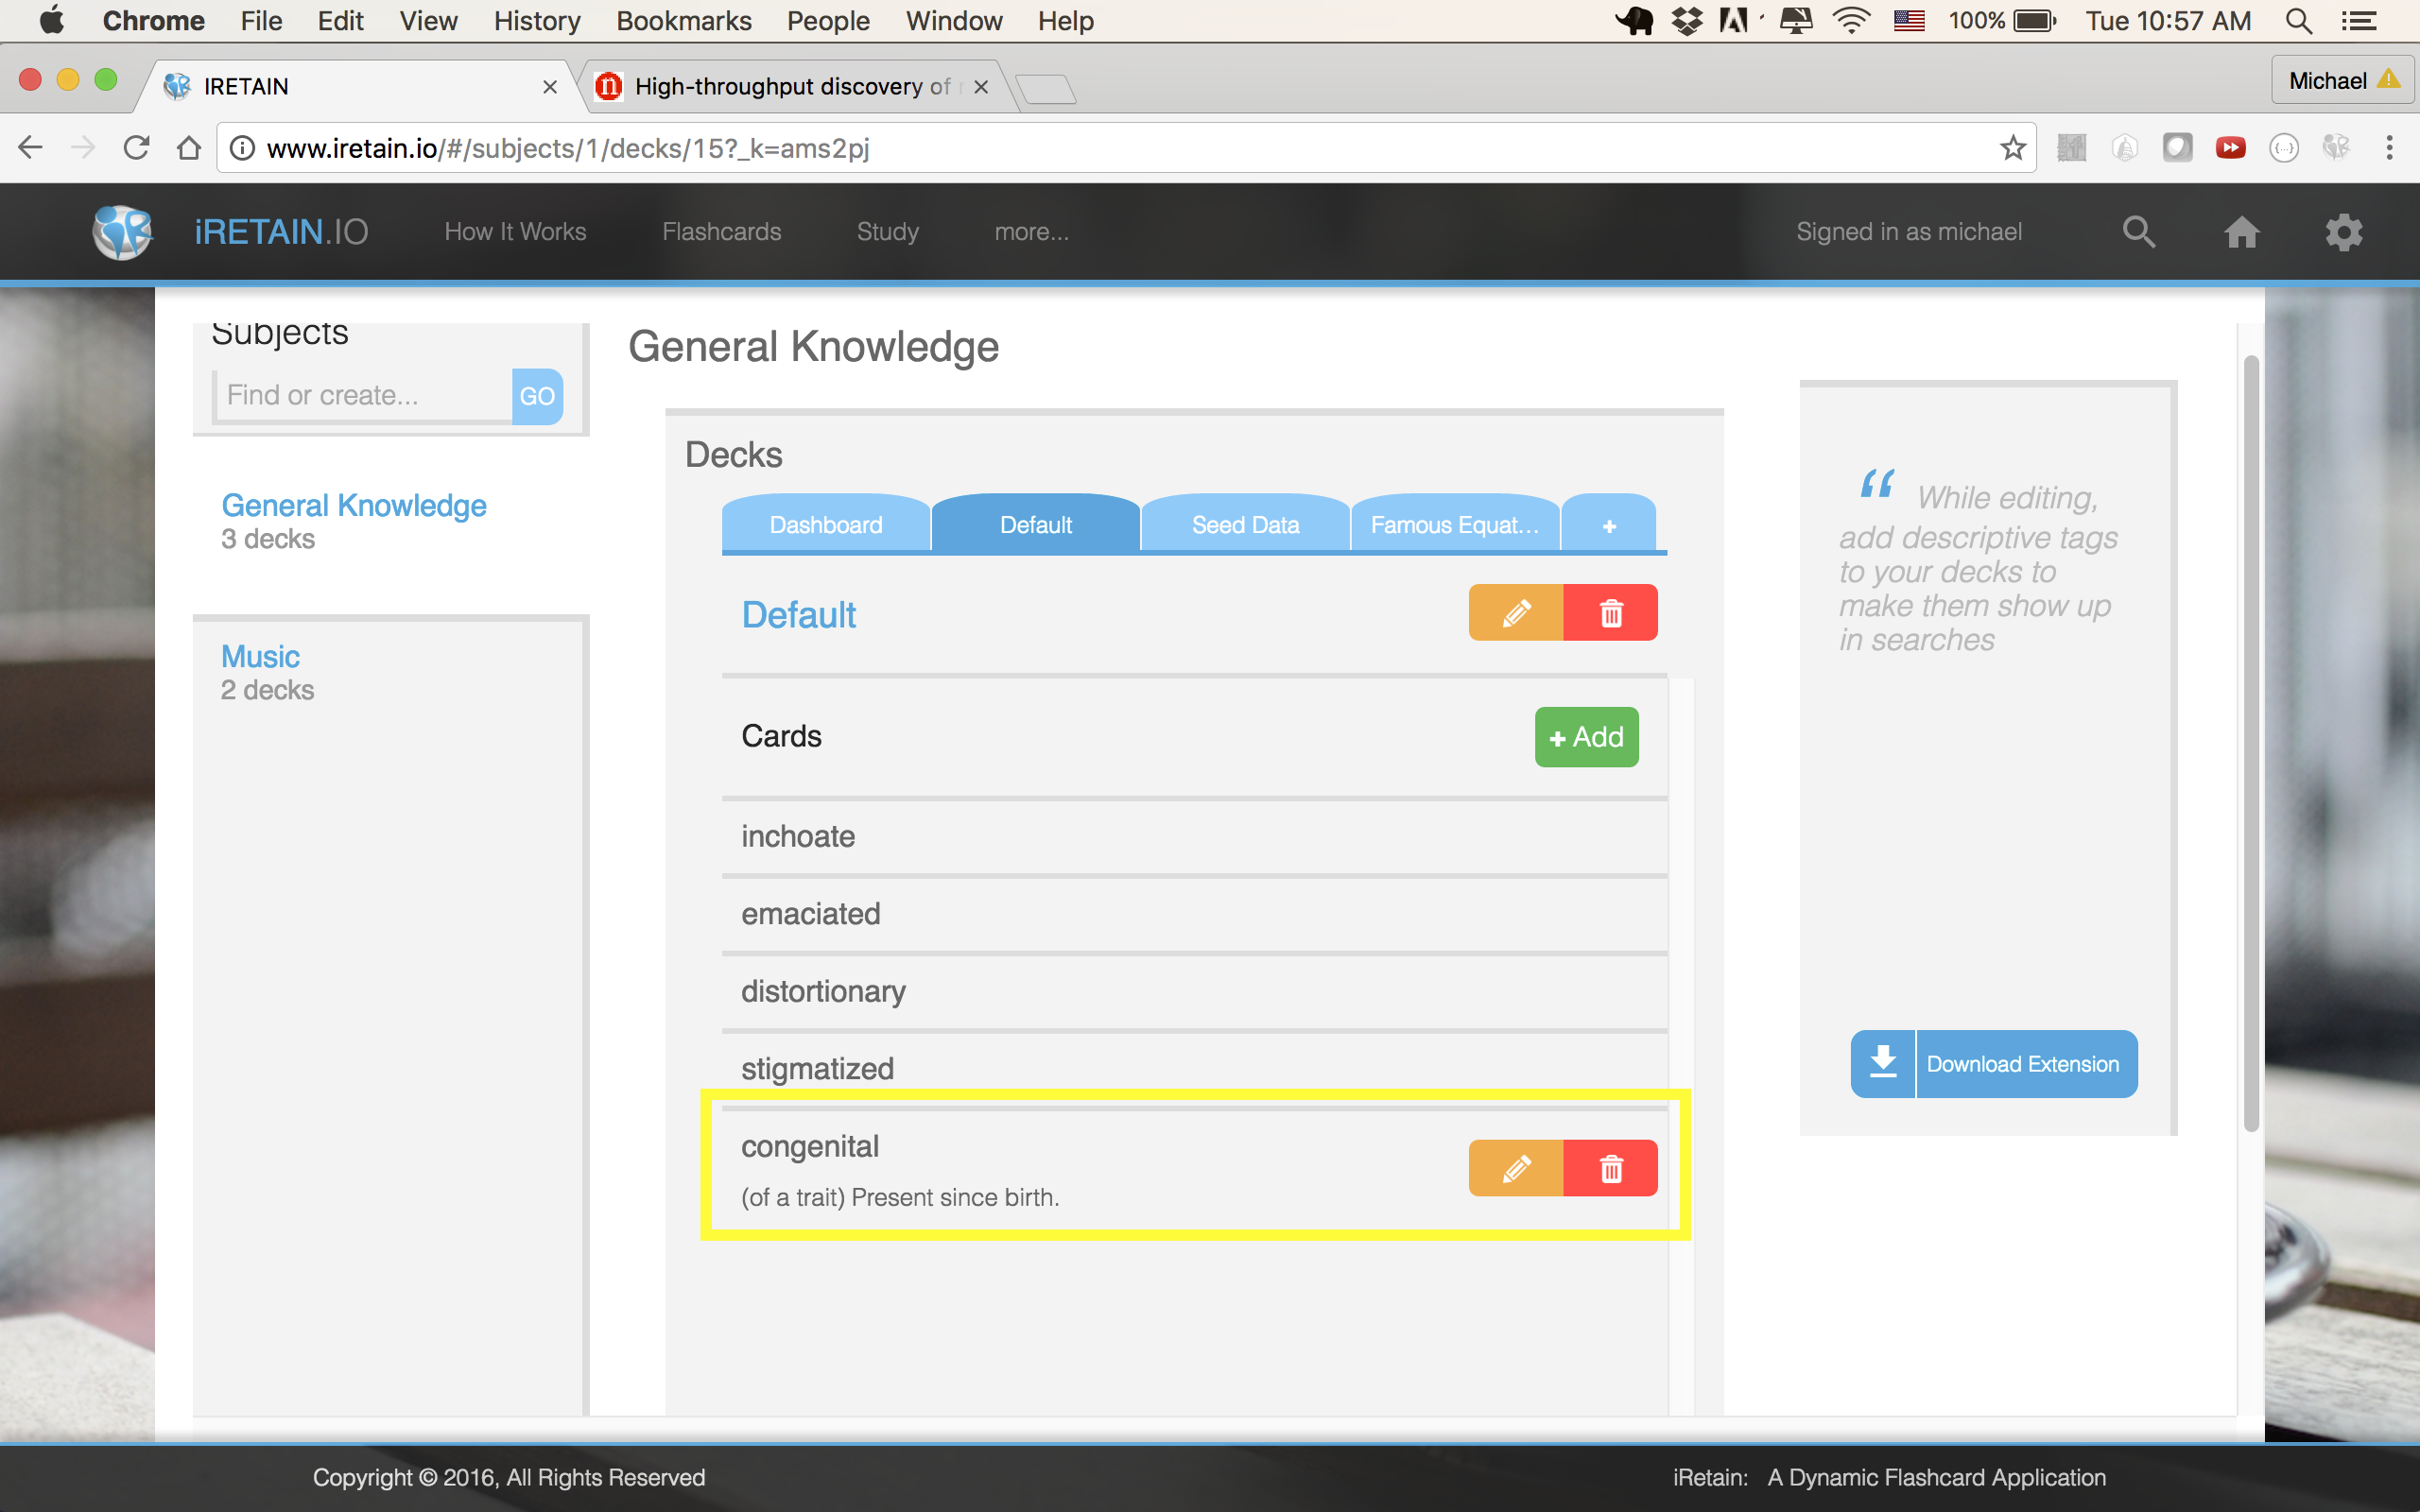 Chrome File Edit View History Bookmarks People Window Help 100% Tue 10:57 AM
IRETAIN
High-throughput discovery of
Michael
www.iretain.io/#/subjects/1/decks/15?_k=ams2pj
iRETAIN.IO How It Works Flashcards Study more... Signed in as michael
Subjects
Find or create... GO
General Knowledge
3 decks
Music
2 decks
General Knowledge
Decks
Dashboard Default Seed Data Famous Equat... +
Default
Cards
+ Add
inchoate
emaciated
distortionary
stigmatized
congenital
(of a trait) Present since birth.
“ While editing,
add descriptive tags
to your decks to
make them show up
in searches
Download Extension
Copyright © 2016, All Rights Reserved
iRetain: A Dynamic Flashcard Application